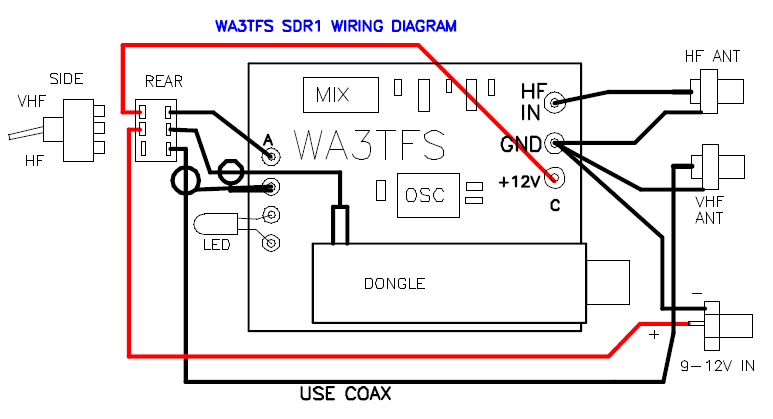 WA3TFS SDR1 WIRING DIAGRAM
SIDE
REAR
VHF
HF
MIX
HF
IN
HF ANT
A
WA3TFS
GND
+12V
C
OSC
VHF
ANT
LED
DONGLE
−
+
9-12V IN
USE COAX